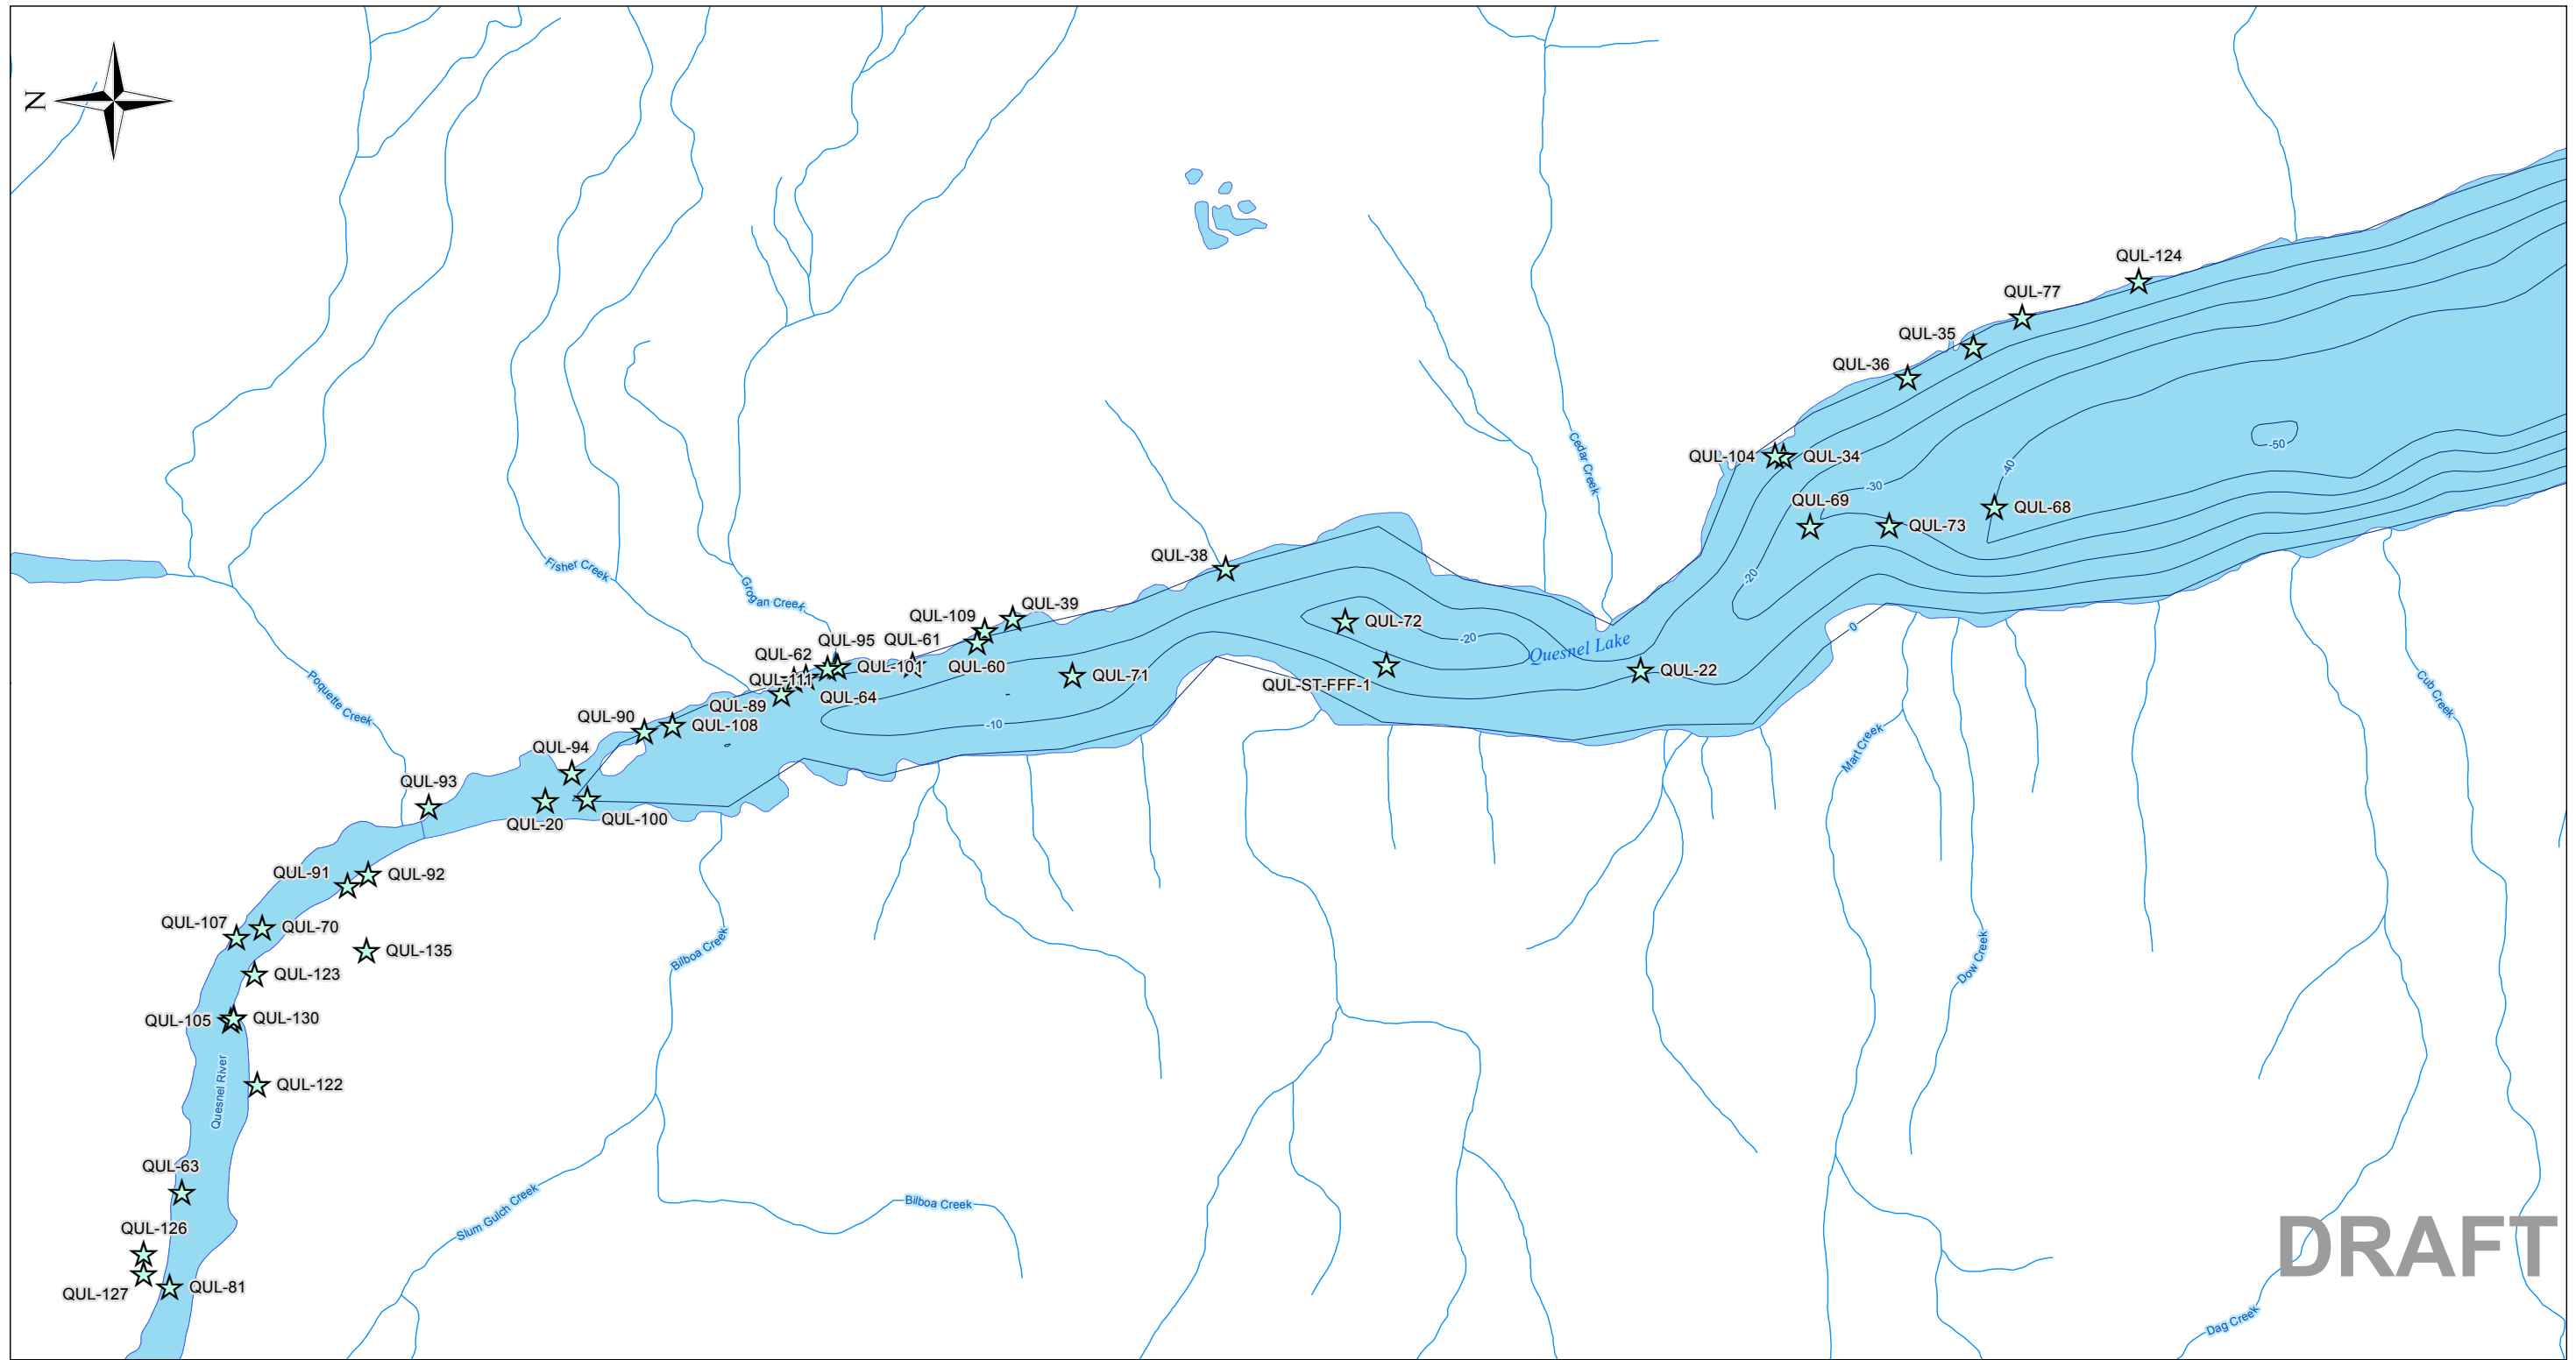 N
QUL-124
QUL-77
QUL-35
QUL-36
Cedar Creek
-50
QUL-104
QUL-34
-40
-30
QUL-69
QUL-68
QUL-73
QUL-38
Fisher Creek
-20
Grogan Creek
QUL-39
QUL-109
QUL-72
0
-20
QUL-95
QUL-61
Quesnel Lake
QUL-62
QUL-101
QUL-60
QUL-22
QUL-111
QUL-71
QUL-ST-FFF-1
Cub Creek
Poquette Creek
QUL-64
QUL-89
QUL-90
QUL-108
-10
Mart Creek
QUL-94
QUL-93
QUL-20
QUL-100
QUL-91
QUL-92
QUL-107
QUL-70
QUL-135
Bilboa Creek
Dow Creek
QUL-123
QUL-105
QUL-130
QUL-122
Quesnel River
QUL-63
Bilboa Creek
Slum Gulch Creek
QUL-126
DRAFT
QUL-127
QUL-81
Dag Creek